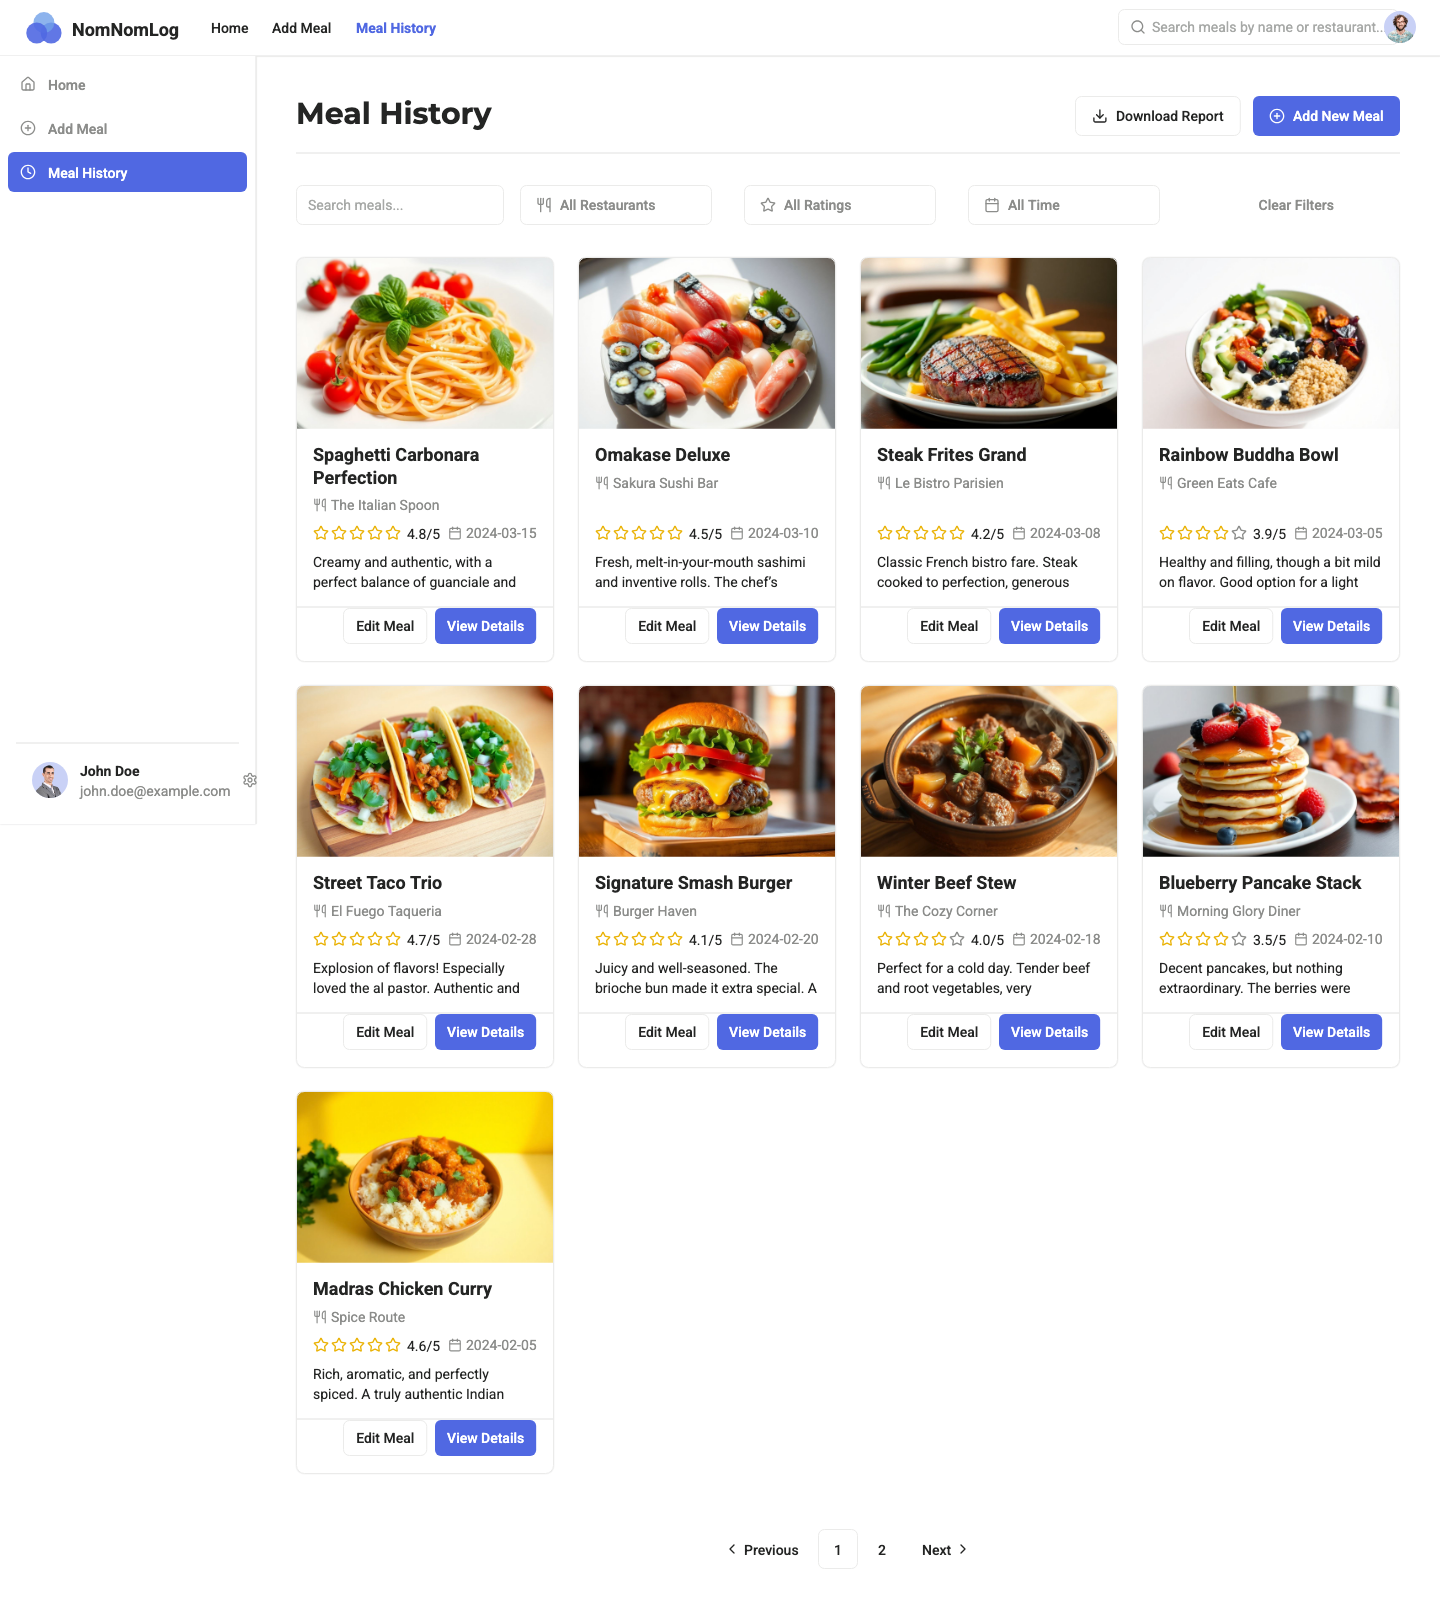 NomNomLog
Home
Add Meal
Meal History
Search meals by name or restaurant...
Home
Add Meal
Meal History
John Doe
john.doe@example.com
Meal History
Download Report
Add New Meal
Search meals...
All Restaurants
All Ratings
All Time
Clear Filters
Spaghetti Carbonara
Perfection
The Italian Spoon
4.8/5
2024-03-15
Creamy and authentic, with a
perfect balance of guanciale and
Edit Meal
View Details
Omakase Deluxe
Sakura Sushi Bar
4.5/5
2024-03-10
Fresh, melt-in-your-mouth sashimi
and inventive rolls. The chef's
Edit Meal
View Details
Steak Frites Grand
Le Bistro Parisien
4.2/5
2024-03-08
Classic French bistro fare. Steak
cooked to perfection, generous
Edit Meal
View Details
Rainbow Buddha Bowl
Green Eats Cafe
3.9/5
2024-03-05
Healthy and filling, though a bit mild
on flavor. Good option for a light
Edit Meal
View Details
Street Taco Trio
El Fuego Taqueria
4.7/5
2024-02-28
Explosion of flavors! Especially
loved the al pastor. Authentic and
Edit Meal
View Details
Signature Smash Burger
Burger Haven
4.1/5
2024-02-20
Juicy and well-seasoned. The
brioche bun made it extra special. A
Edit Meal
View Details
Winter Beef Stew
The Cozy Corner
4.0/5
2024-02-18
Perfect for a cold day. Tender beef
and root vegetables, very
Edit Meal
View Details
Blueberry Pancake Stack
Morning Glory Diner
3.5/5
2024-02-10
Decent pancakes, but nothing
extraordinary. The berries were
Edit Meal
View Details
Madras Chicken Curry
Spice Route
4.6/5
2024-02-05
Rich, aromatic, and perfectly
spiced. A truly authentic Indian
Edit Meal
View Details
Previous
1
2
Next